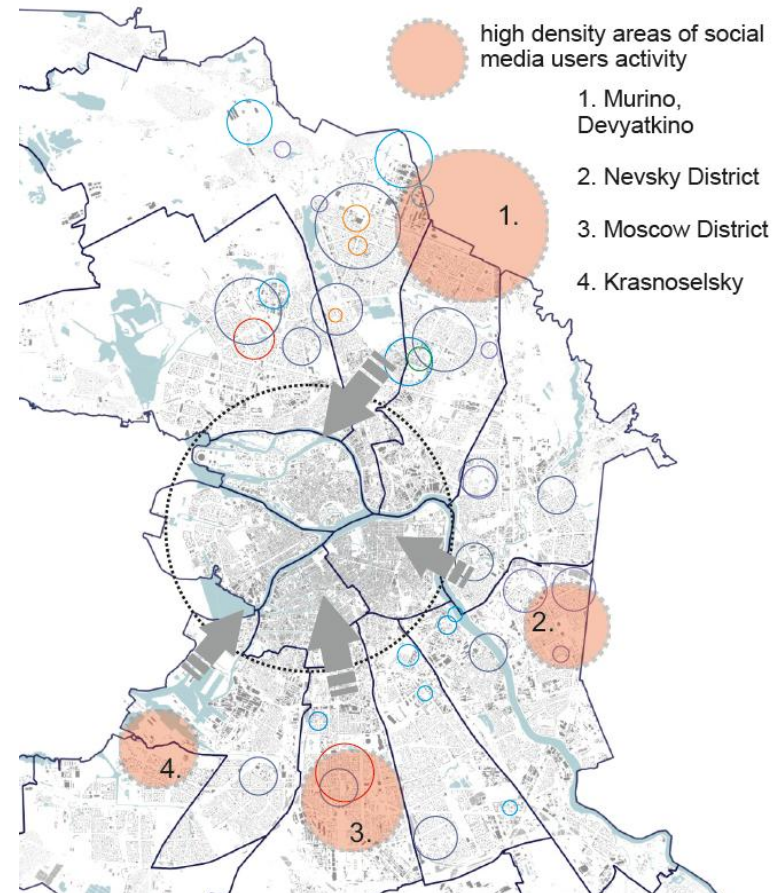 high density areas of social
media users activity
1. Murino,
Devyatkino
2. Nevsky District
3. Moscow District
4. Krasnoselsky
1.
2.
4.
3.